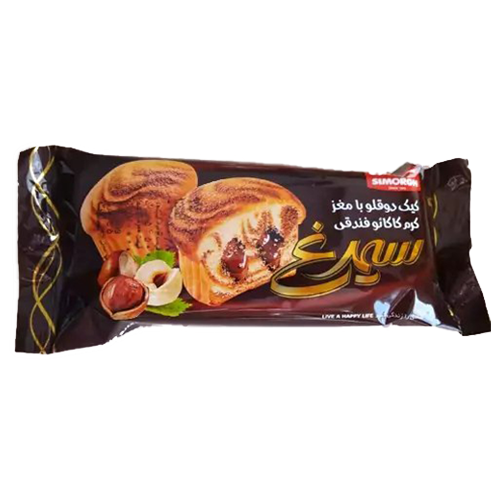 SIMORGH
کیک دوقلو با مغز
کرم کاکائو فندقی
سیمرغ
LIVE A HAPPY LIFE